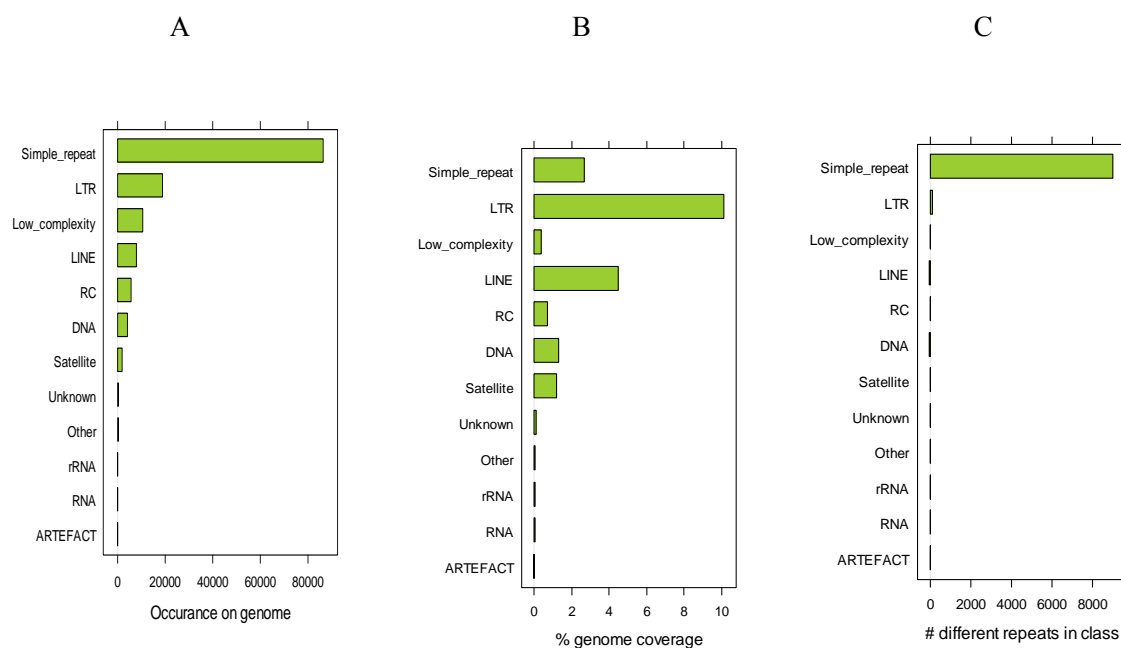 A
B
C
Simple_repeat
LTR
Low_complexity
LINE
RC
DNA
Satellite
Unknown
Other
rRNA
RNA
ARTEFACT
0 20000 40000 60000 80000
Occurance on genome
Simple_repeat
LTR
Low_complexity
LINE
RC
DNA
Satellite
Unknown
Other
rRNA
RNA
ARTEFACT
0 2 4 6 8 10
% genome coverage
Simple_repeat
LTR
Low_complexity
LINE
RC
DNA
Satellite
Unknown
Other
rRNA
RNA
ARTEFACT
0 2000 4000 6000 8000
# different repeats in class